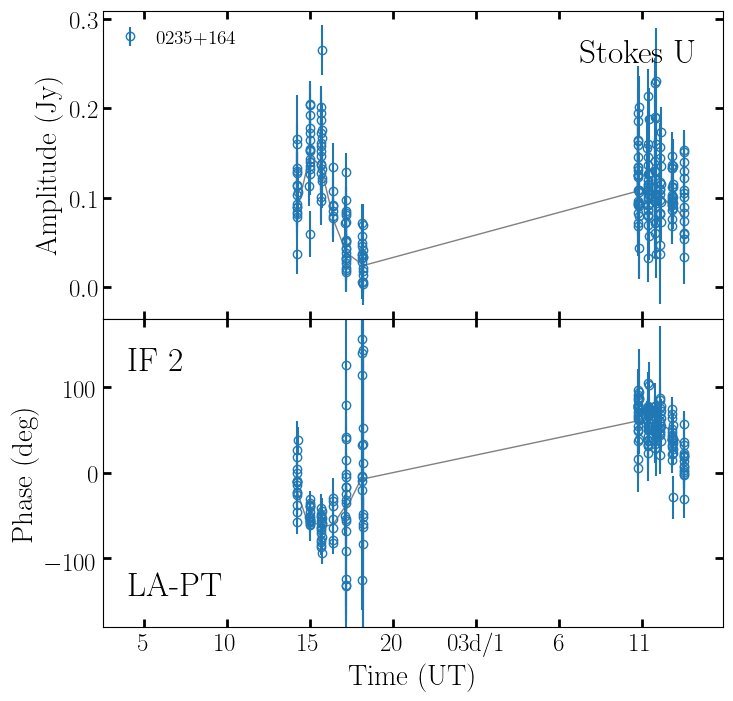 0.3
0235+164
Stokes U
0.2
Amplitude (Jy)
0.1
0.0
IF 2
100
Phase (deg)
0
−100
LA-PT
5 10 15 20 03d/1 6 11
Time (UT)